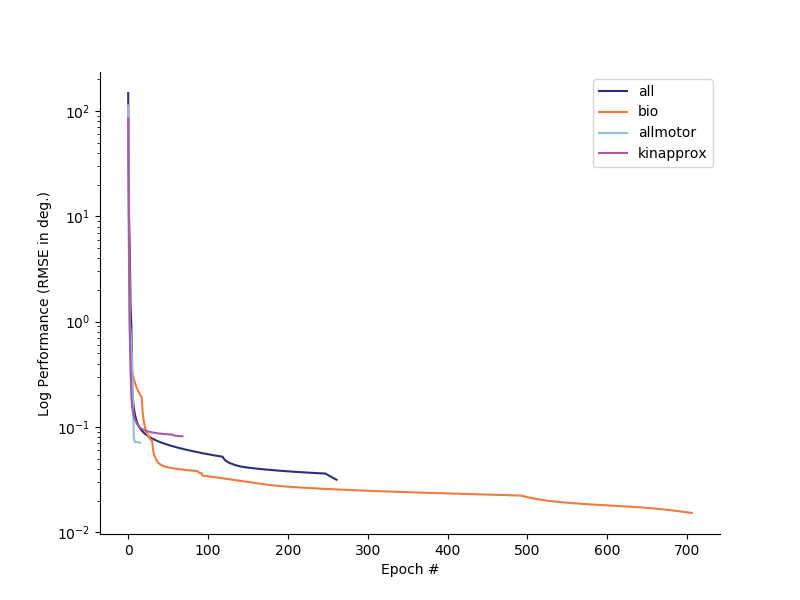 all
bio
allmotor
kinapprox
Log Performance (RMSE in deg.)
10²
10¹
10⁰
10⁻¹
10⁻²
0 100 200 300 400 500 600 700
Epoch #